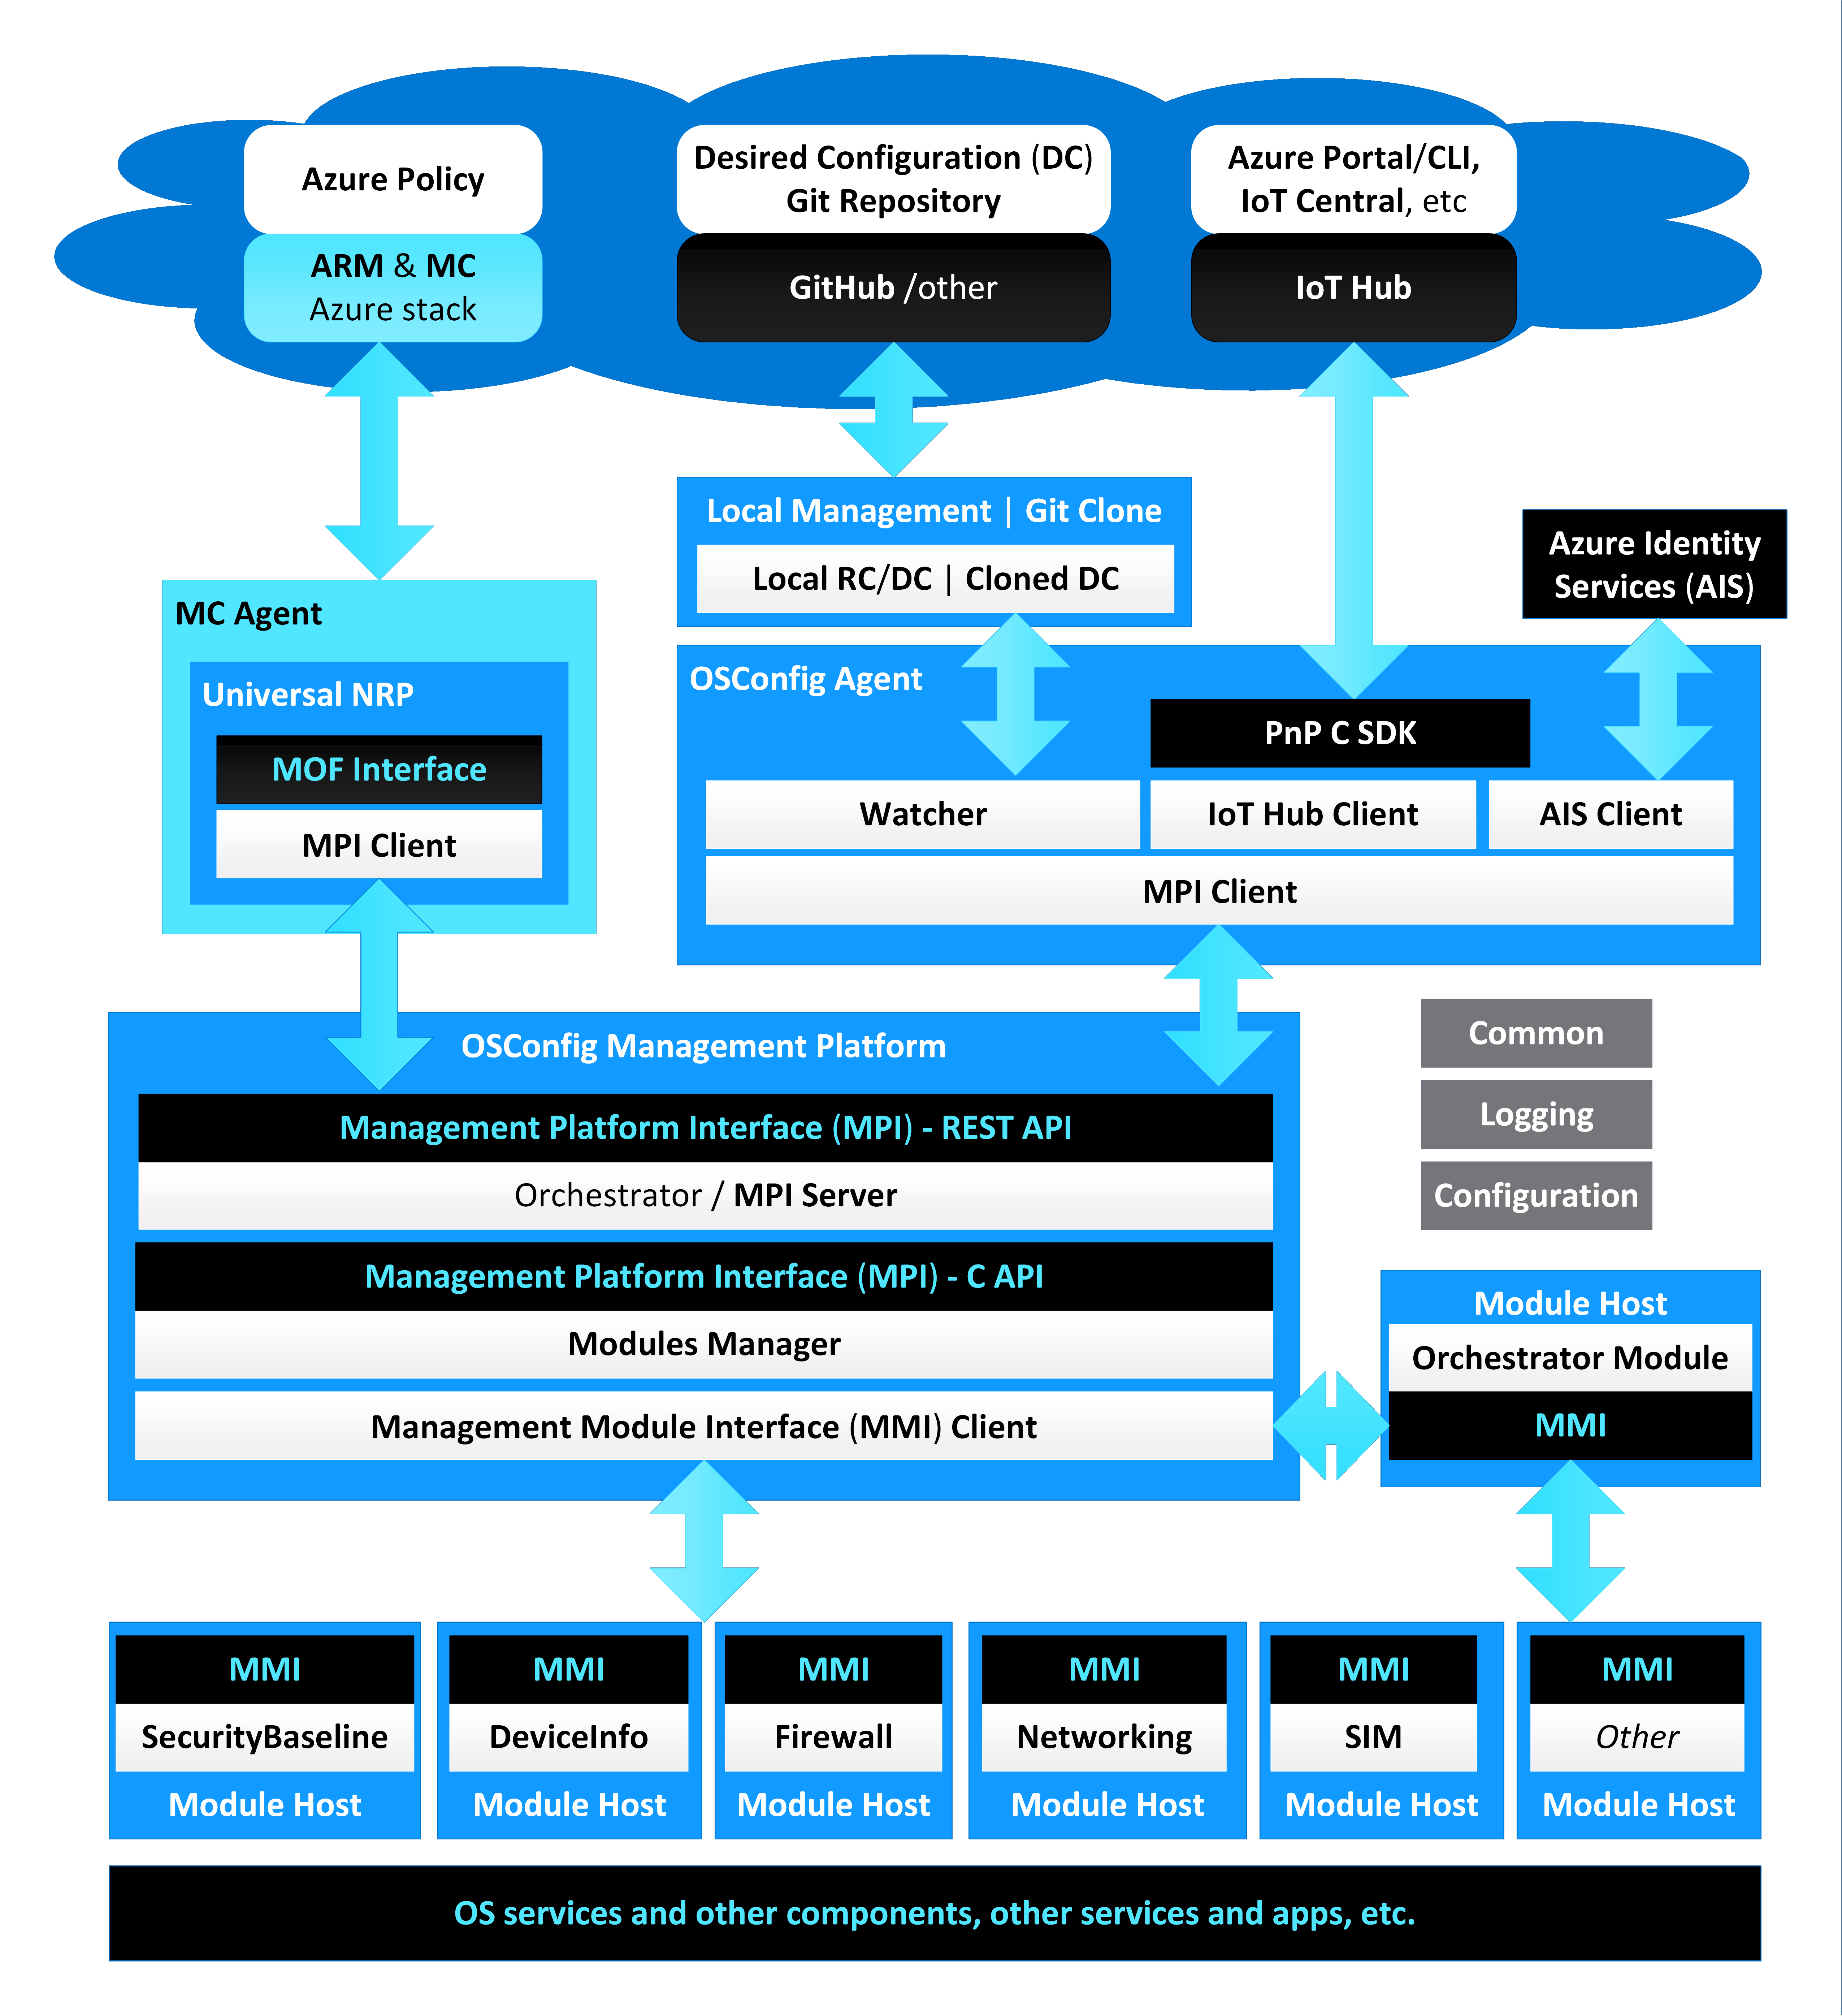 Azure Policy
ARM & MC
Azure stack
Desired Configuration (DC)
Git Repository
GitHub /other
Azure Portal/CLI,
IoT Central, etc
IoT Hub
Local Management | Git Clone
Local RC/DC | Cloned DC
Azure Identity
Services (AIS)
MC Agent
Universal NRP
MOF Interface
MPI Client
OSConfig Agent
PnP C SDK
Watcher
IoT Hub Client
AIS Client
MPI Client
OSConfig Management Platform
Management Platform Interface (MPI) - REST API
Orchestrator / MPI Server
Management Platform Interface (MPI) - C API
Modules Manager
Management Module Interface (MMI) Client
Common
Logging
Configuration
Module Host
Orchestrator Module
MMI
MMI
SecurityBaseline
Module Host
MMI
DeviceInfo
Module Host
MMI
Firewall
Module Host
MMI
Networking
Module Host
MMI
SIM
Module Host
MMI
Other
Module Host
OS services and other components, other services and apps, etc.